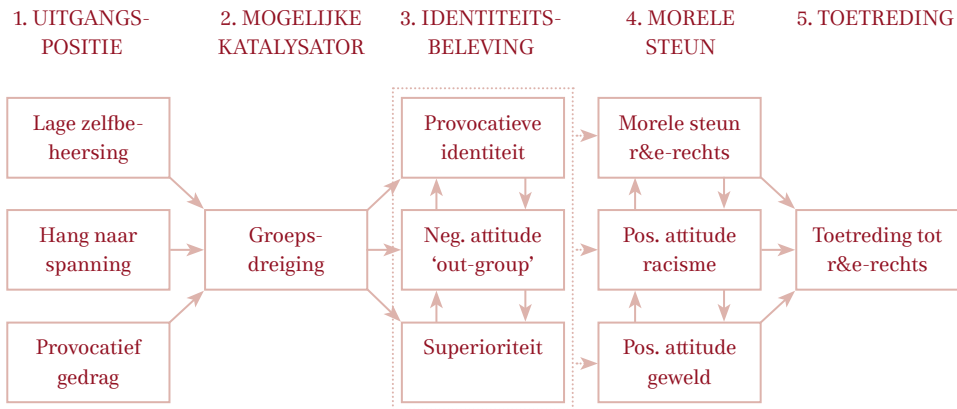 1. UITGANGS-
POSITIE
2. MOGELIJKE
KATALYSATOR
3. IDENTITEITS-
BELEVING
4. MORELE
STEUN
5. TOETREDING
Lage zelfbe-
heersing
Hang naar
spanning
Provocatief
gedrag
Groeps-
dreiging
Provocatieve
identiteit
Neg. attitude
‘out-group’
Superioriteit
Morele steun
r&e-rechts
Pos. attitude
racisme
Pos. attitude
geweld
Toetreding tot
r&e-rechts